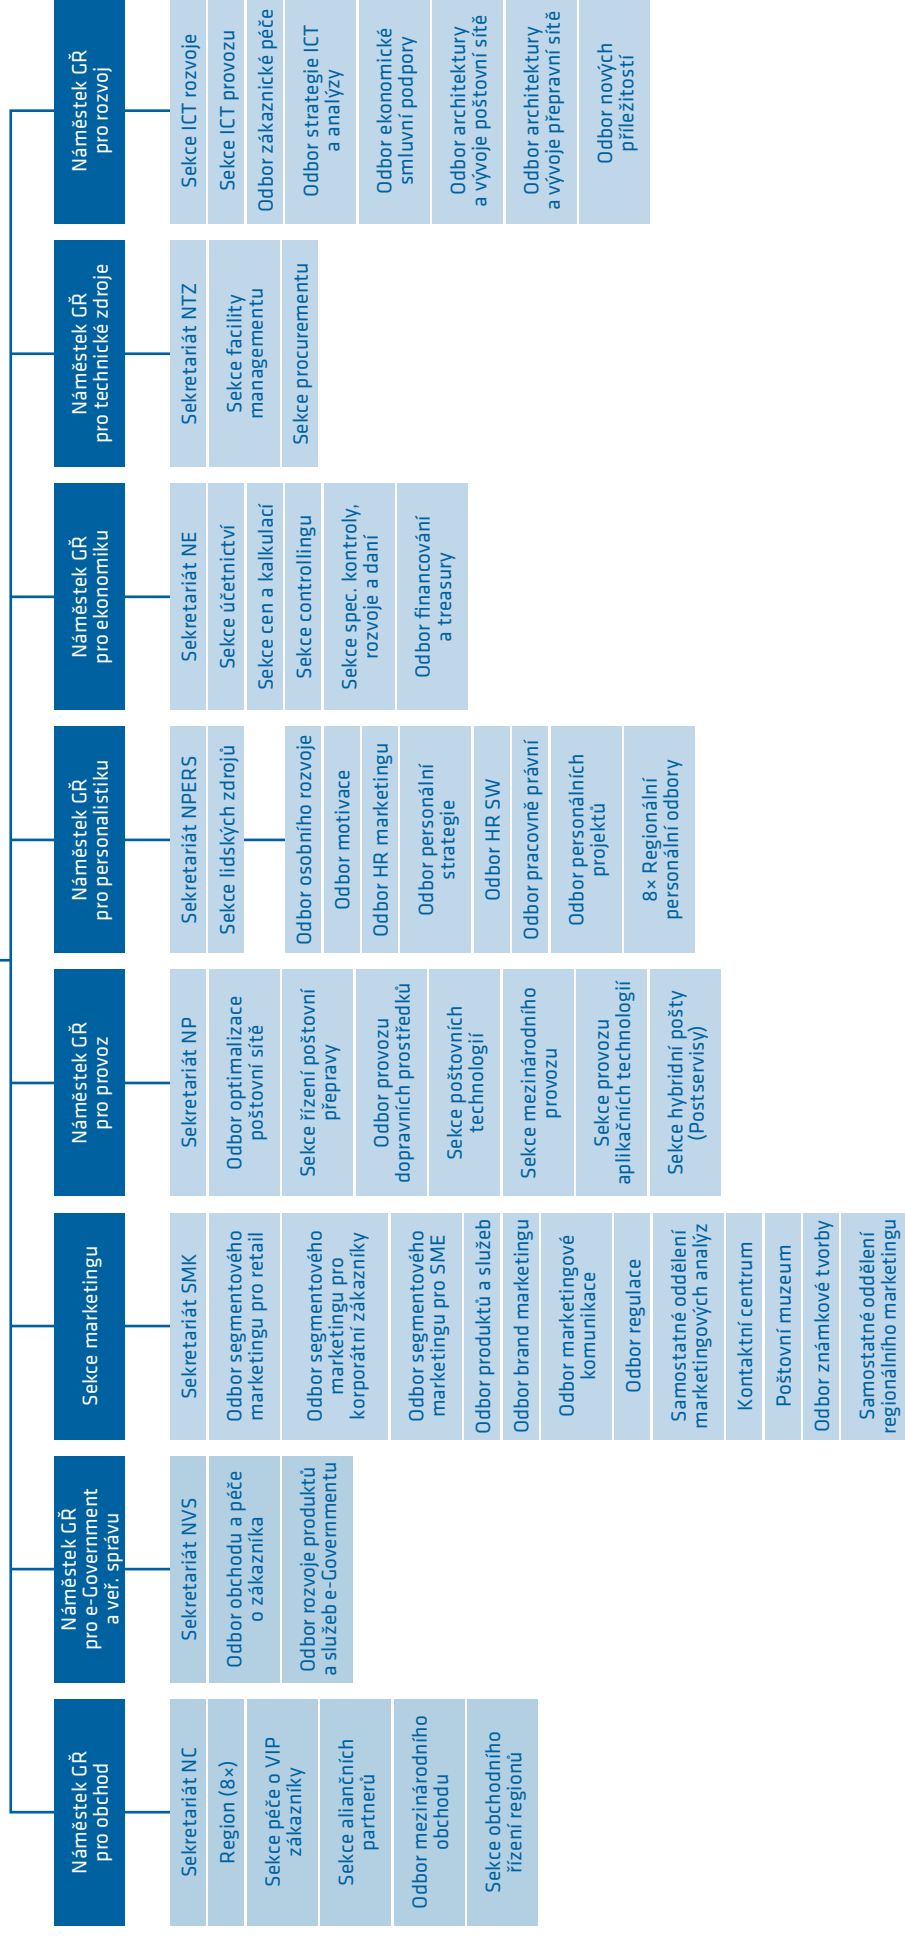 Náměstek GŘ
pro obchod
Sekretariát NC
Region (8×)
Sekce péče o VIP
zákazníky
Sekce aliančních
partnerů
Odbor mezinárodního
obchodu
Sekce obchodního
řízení regionů
Náměstek GŘ
pro e-Government
a veř. správu
Sekretariát NVS
Odbor obchodu a péče
o zákazníka
Odbor rozvoje produktů
a služeb e-Governmentu
Sekce marketingu
Sekretariát SMK
Odbor segmentového
marketingu pro retail
Odbor segmentového
marketingu pro
korporátní zákazníky
Odbor segmentového
marketingu pro SME
Odbor produktů a služeb
Odbor brand marketingu
Odbor marketingové
komunikace
Odbor regulace
Samostatné oddělení
marketingových analýz
Kontaktní centrum
Poštovní muzeum
Odbor známkové tvorby
Samostatné oddělení
regionálního marketingu
Náměstek GŘ
pro provoz
Sekretariát NP
Odbor optimalizace
poštovní sítě
Sekce řízení poštovní
přepravy
Odbor provozu
dopravních prostředků
Sekce poštovních
technologií
Sekce mezinárodního
provozu
Sekce provozu
aplikačních technologií
Sekce hybridní pošty
(Postservisy)
Náměstek GŘ
pro personalistiku
Sekretariát NPERS
Sekce lidských zdrojů
Odbor osobního rozvoje
Odbor motivace
Odbor HR marketingu
Odbor personální
strategie
Odbor HR SW
Odbor pracovně právní
Odbor personálních
projektů
8× Regionální
personální odbory
Náměstek GŘ
pro ekonomiku
Sekretariát NE
Sekce účetnictví
Sekce cen a kalkulací
Sekce controllingu
Sekce spec. kontroly,
rozvoje a daní
Odbor financování
a treasury
Náměstek GŘ
pro technické zdroje
Sekretariát NTZ
Sekce facility
managementu
Sekce procurementu
Náměstek GŘ
pro rozvoj
Sekce ICT rozvoje
Sekce ICT provozu
Odbor zákaznické péče
Odbor strategie ICT
a analýzy
Odbor ekonomické
smluvní podpory
Odbor architektury
a vývoje poštovní sítě
Odbor architektury
a vývoje přepravní sítě
Odbor nových
příležitostí